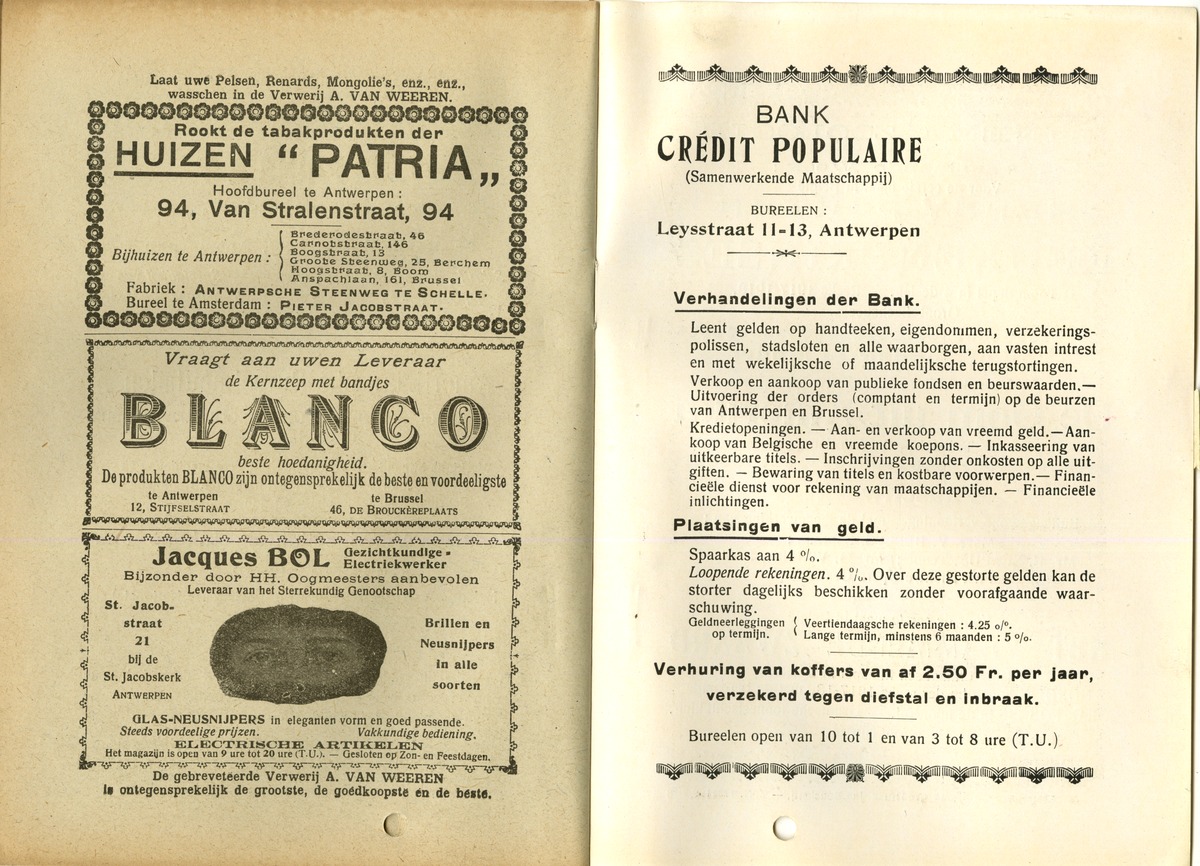 Laat uwe Pelsen, Renards, Mongolie's, enz., enz.,
wasschen in de Verwerij A. VAN WEEREN.
Rookt de tabakprodukten der
HUIZEN “ PATRIA „
Hoofdbureel te Antwerpen :
94, Van Stralenstraat, 94
Bijhuizen te Antwerpen :
Brederodestraat, 46
Carnotstraat, 146
Boogstraat, 13
Groote Steenweg, 25, Berchem
Hoogstraat, 8, Boom
Anspachlaan, 161, Brussel
Fabriek : ANTWERPSCHE STEENWEG TE SCHELLE.
Bureel te Amsterdam : PIETER JACOBSTRAAT.
Vraagt aan uwen Leveraar
de Kernzeep met bandjes
BLANCO
beste hoedanigheid.
De produkten BLANCO zijn ontegensprekelijk de beste en voordeeligste
te Antwerpen
12, STIJFSELSTRAAT
te Brussel
46, DE BROUCKÈREPLAATS
Jacques BOL Gezichtkundige -
Electriekwerker
Bijzonder door HH. Oogmeesters aanbevolen
Leveraar van het Sterrekundig Genootschap
St. Jacob-
straat
21
bij de
St. Jacobskerk
ANTWERPEN
Brillen en
Neusnijpers
in alle
soorten
GLAS-NEUSNIJPERS in eleganten vorm en goed passende.
Steeds voordeelige prijzen. Vakkundige bediening.
ELECTRISCHE ARTIKELEN
Het magazijn is open van 9 ure tot 20 ure (T.U.). — Gesloten op Zon- en Feestdagen.
De gebreveteerde Verwerij A. VAN WEEREN
is ontegensprekelijk de grootste, de goedkoopste en de beste.
BANK
CRÉDIT POPULAIRE
(Samenwerkende Maatschappij)
BUREELEN :
Leysstraat 11-13, Antwerpen
Verhandelingen der Bank.
Leent gelden op handteeken, eigendommen, verzekerings-
polissen, stadsloten en alle waarborgen, aan vasten intrest
en met wekelijksche of maandelijksche terugstortingen.
Verkoop en aankoop van publieke fondsen en beurswaarden.—
Uitvoering der orders (comptant en termijn) op de beurzen
van Antwerpen en Brussel.
Kredietopeningen. — Aan- en verkoop van vreemd geld.—Aan-
koop van Belgische en vreemde koepons. — Inkasseering van
uitkeerbare titels. — Inschrijvingen zonder onkosten op alle uit-
giften. — Bewaring van titels en kostbare voorwerpen.— Finan-
cieële dienst voor rekening van maatschappijen. — Financieële
inlichtingen.
Plaatsingen van geld.
Spaarkas aan 4 %.
Loopende rekeningen. 4 %. Over deze gestorte gelden kan de
storter dagelijks beschikken zonder voorafgaande waar-
schuwing.
Geldneerleggingen
op termijn.
Veertiendaagsche rekeningen : 4.25 %.
Lange termijn, minstens 6 maanden : 5 %.
Verhuring van koffers van af 2.50 Fr. per jaar,
verzekerd tegen diefstal en inbraak.
Bureelen open van 10 tot 1 en van 3 tot 8 ure (T.U.)